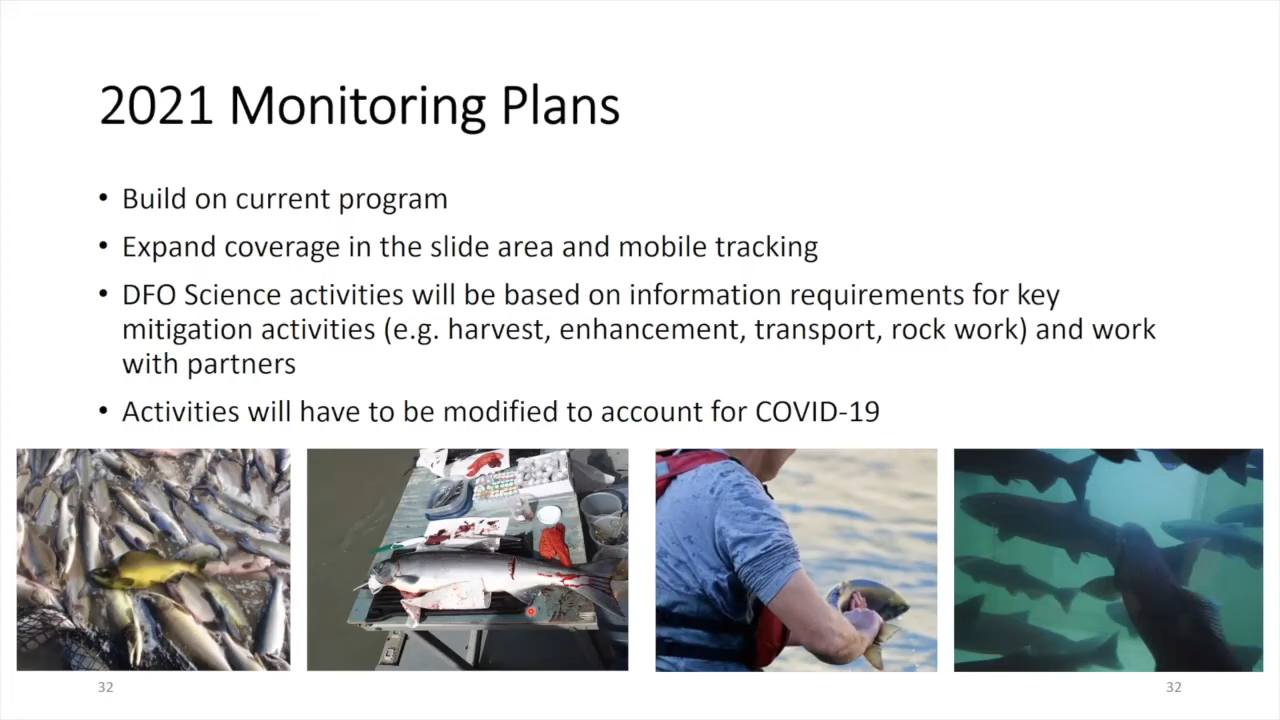 2021 Monitoring Plans
• Build on current program
• Expand coverage in the slide area and mobile tracking
• DFO Science activities will be based on information requirements for key
mitigation activities (e.g. harvest, enhancement, transport, rock work) and work
with partners
• Activities will have to be modified to account for COVID-19
32
32